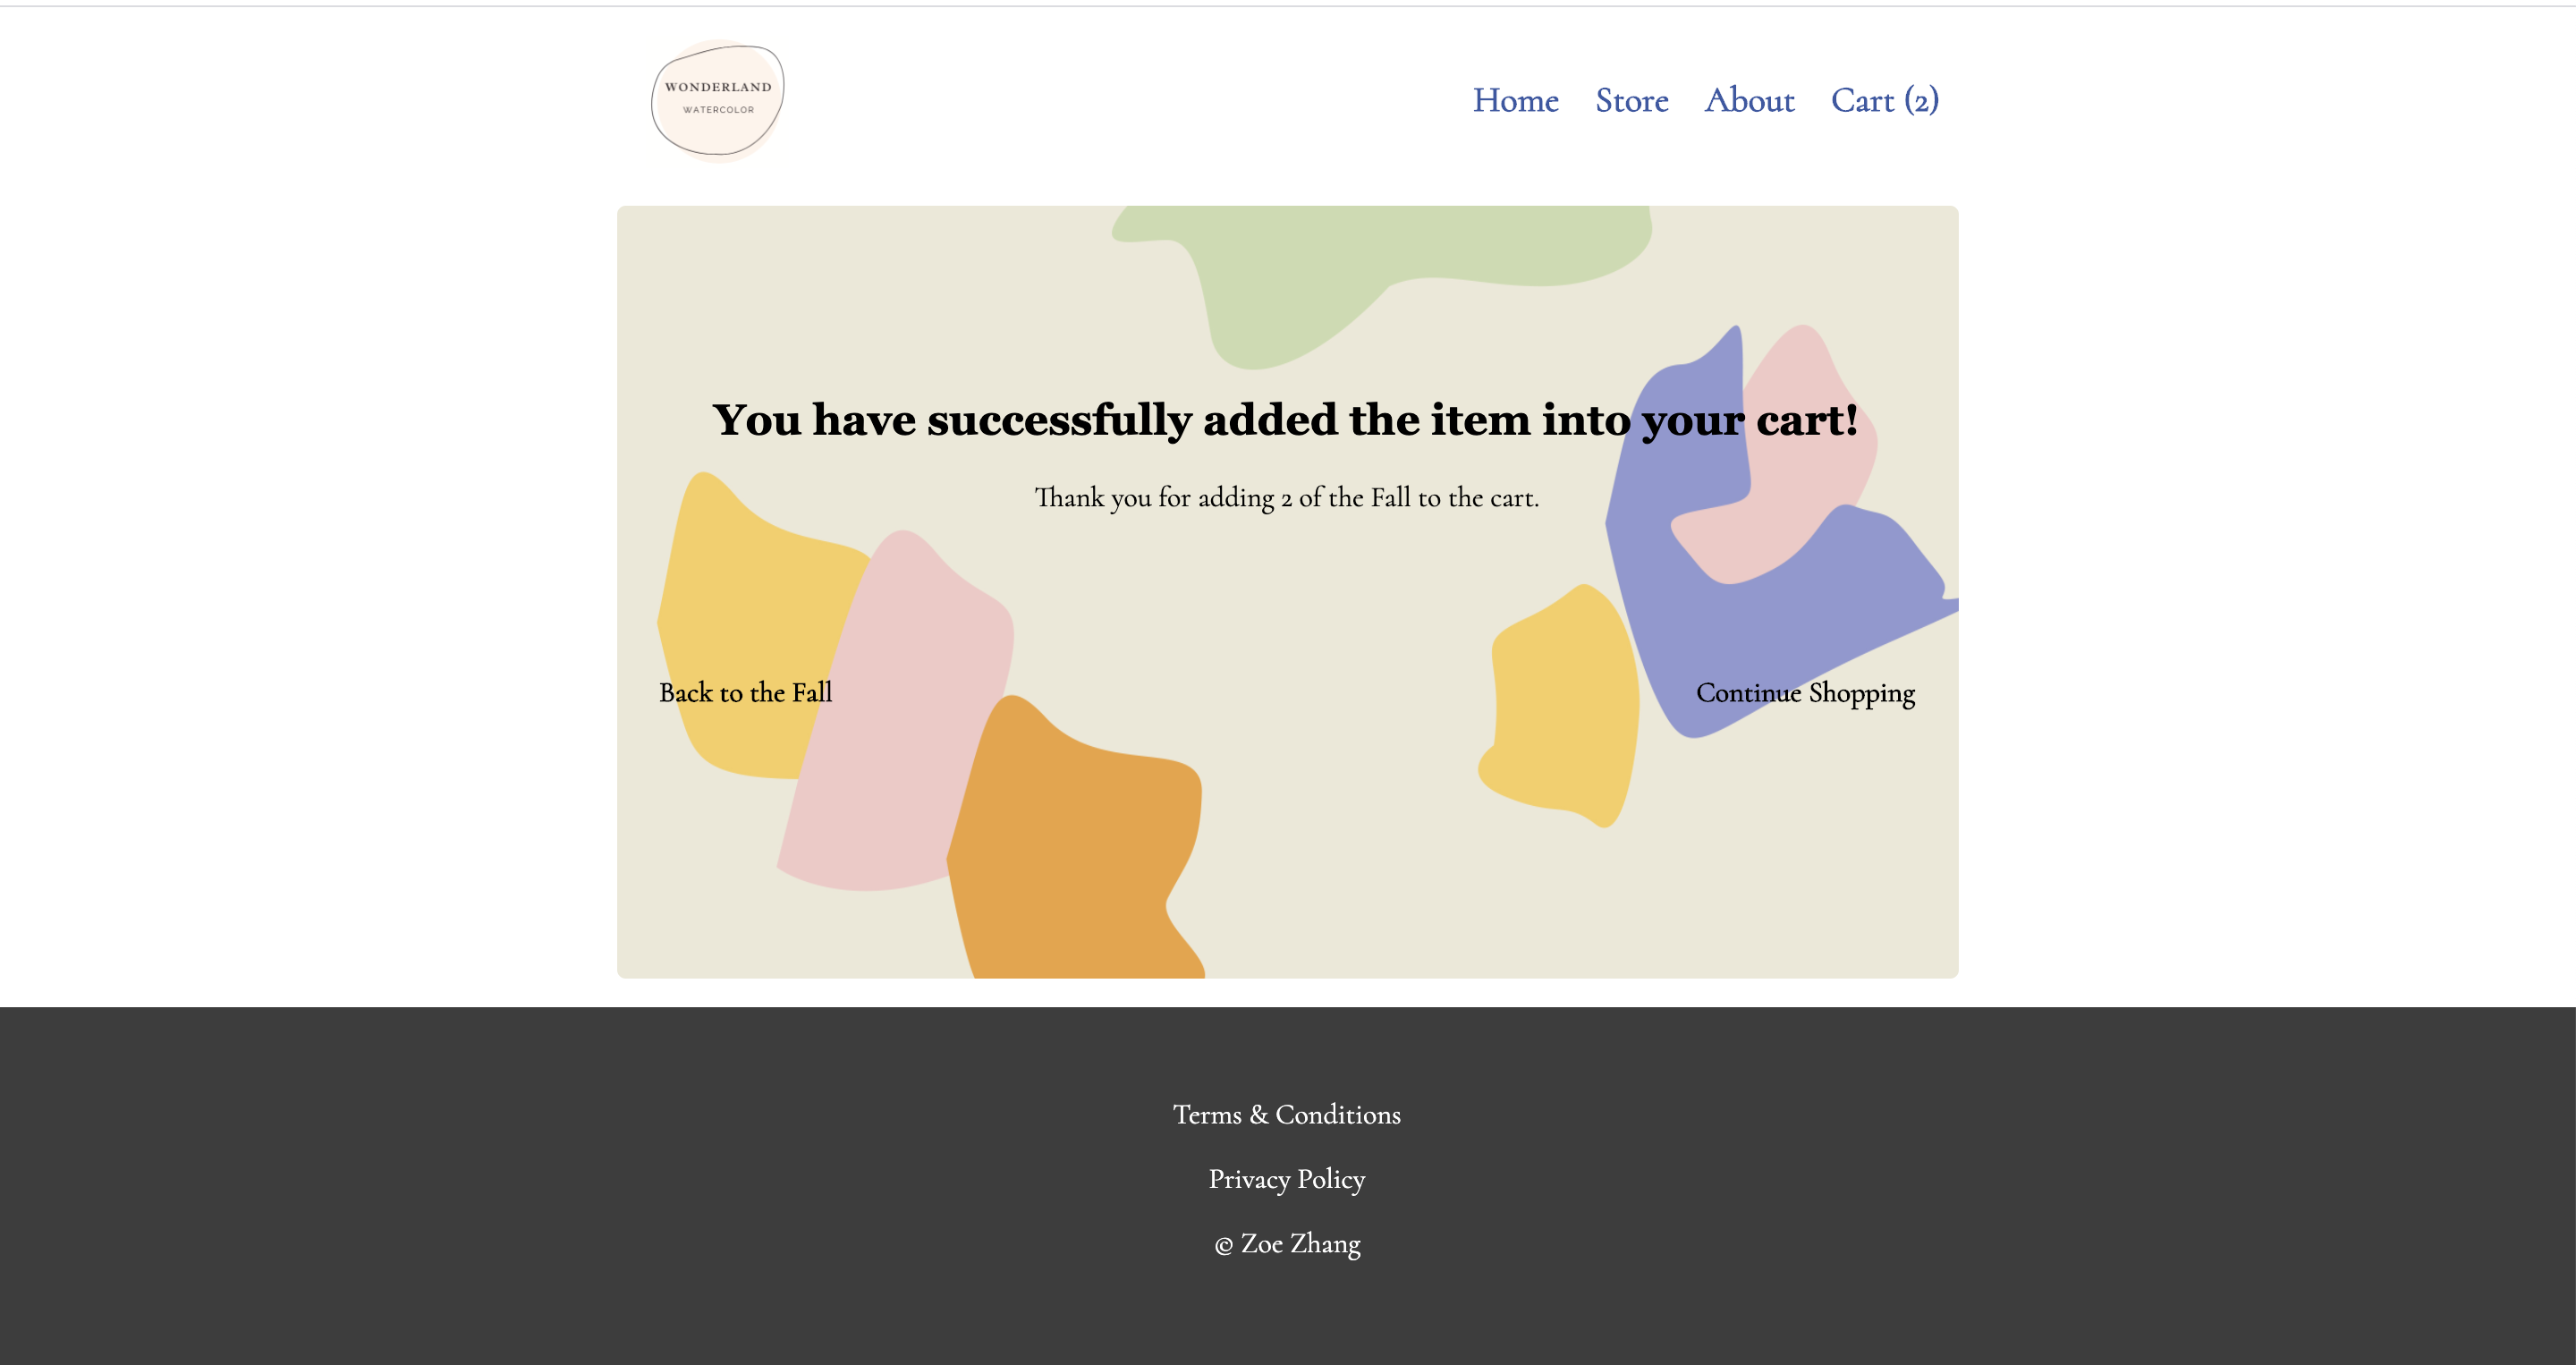 WONDERLAND
WATERCOLOR
Home Store About Cart (2)
You have successfully added the item into your cart!
Thank you for adding 2 of the Fall to the cart.
Back to the Fall
Continue Shopping
Terms & Conditions
Privacy Policy
© Zoe Zhang